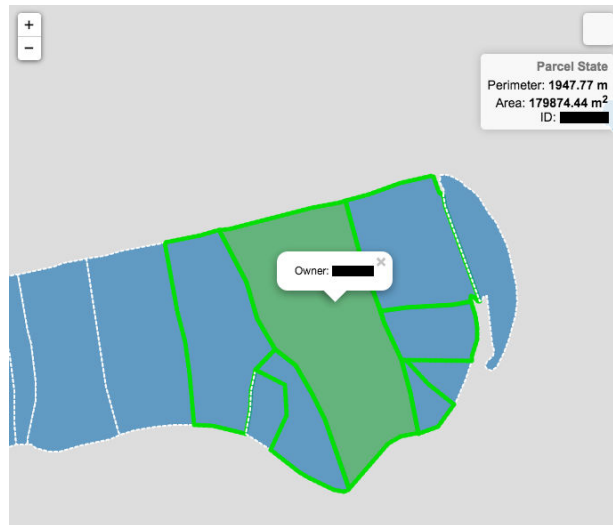 +
−
Parcel State
Perimeter: 1947.77 m
Area: 179874.44 m²
ID:
Owner:
×